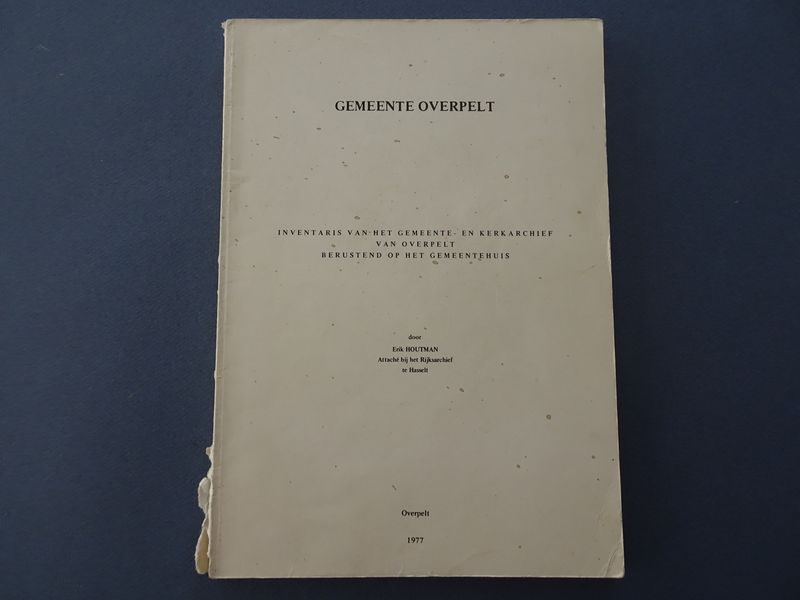 GEMEENTE OVERPELT
INVENTARIS VAN HET GEMEENTE- EN KERKARCHIEF
VAN OVERPELT
BERUSTEND OP HET GEMEENTEHUIS
door
Erik HOUTMAN
Attaché bij het Rijksarchief
te Hasselt
Overpelt
1977